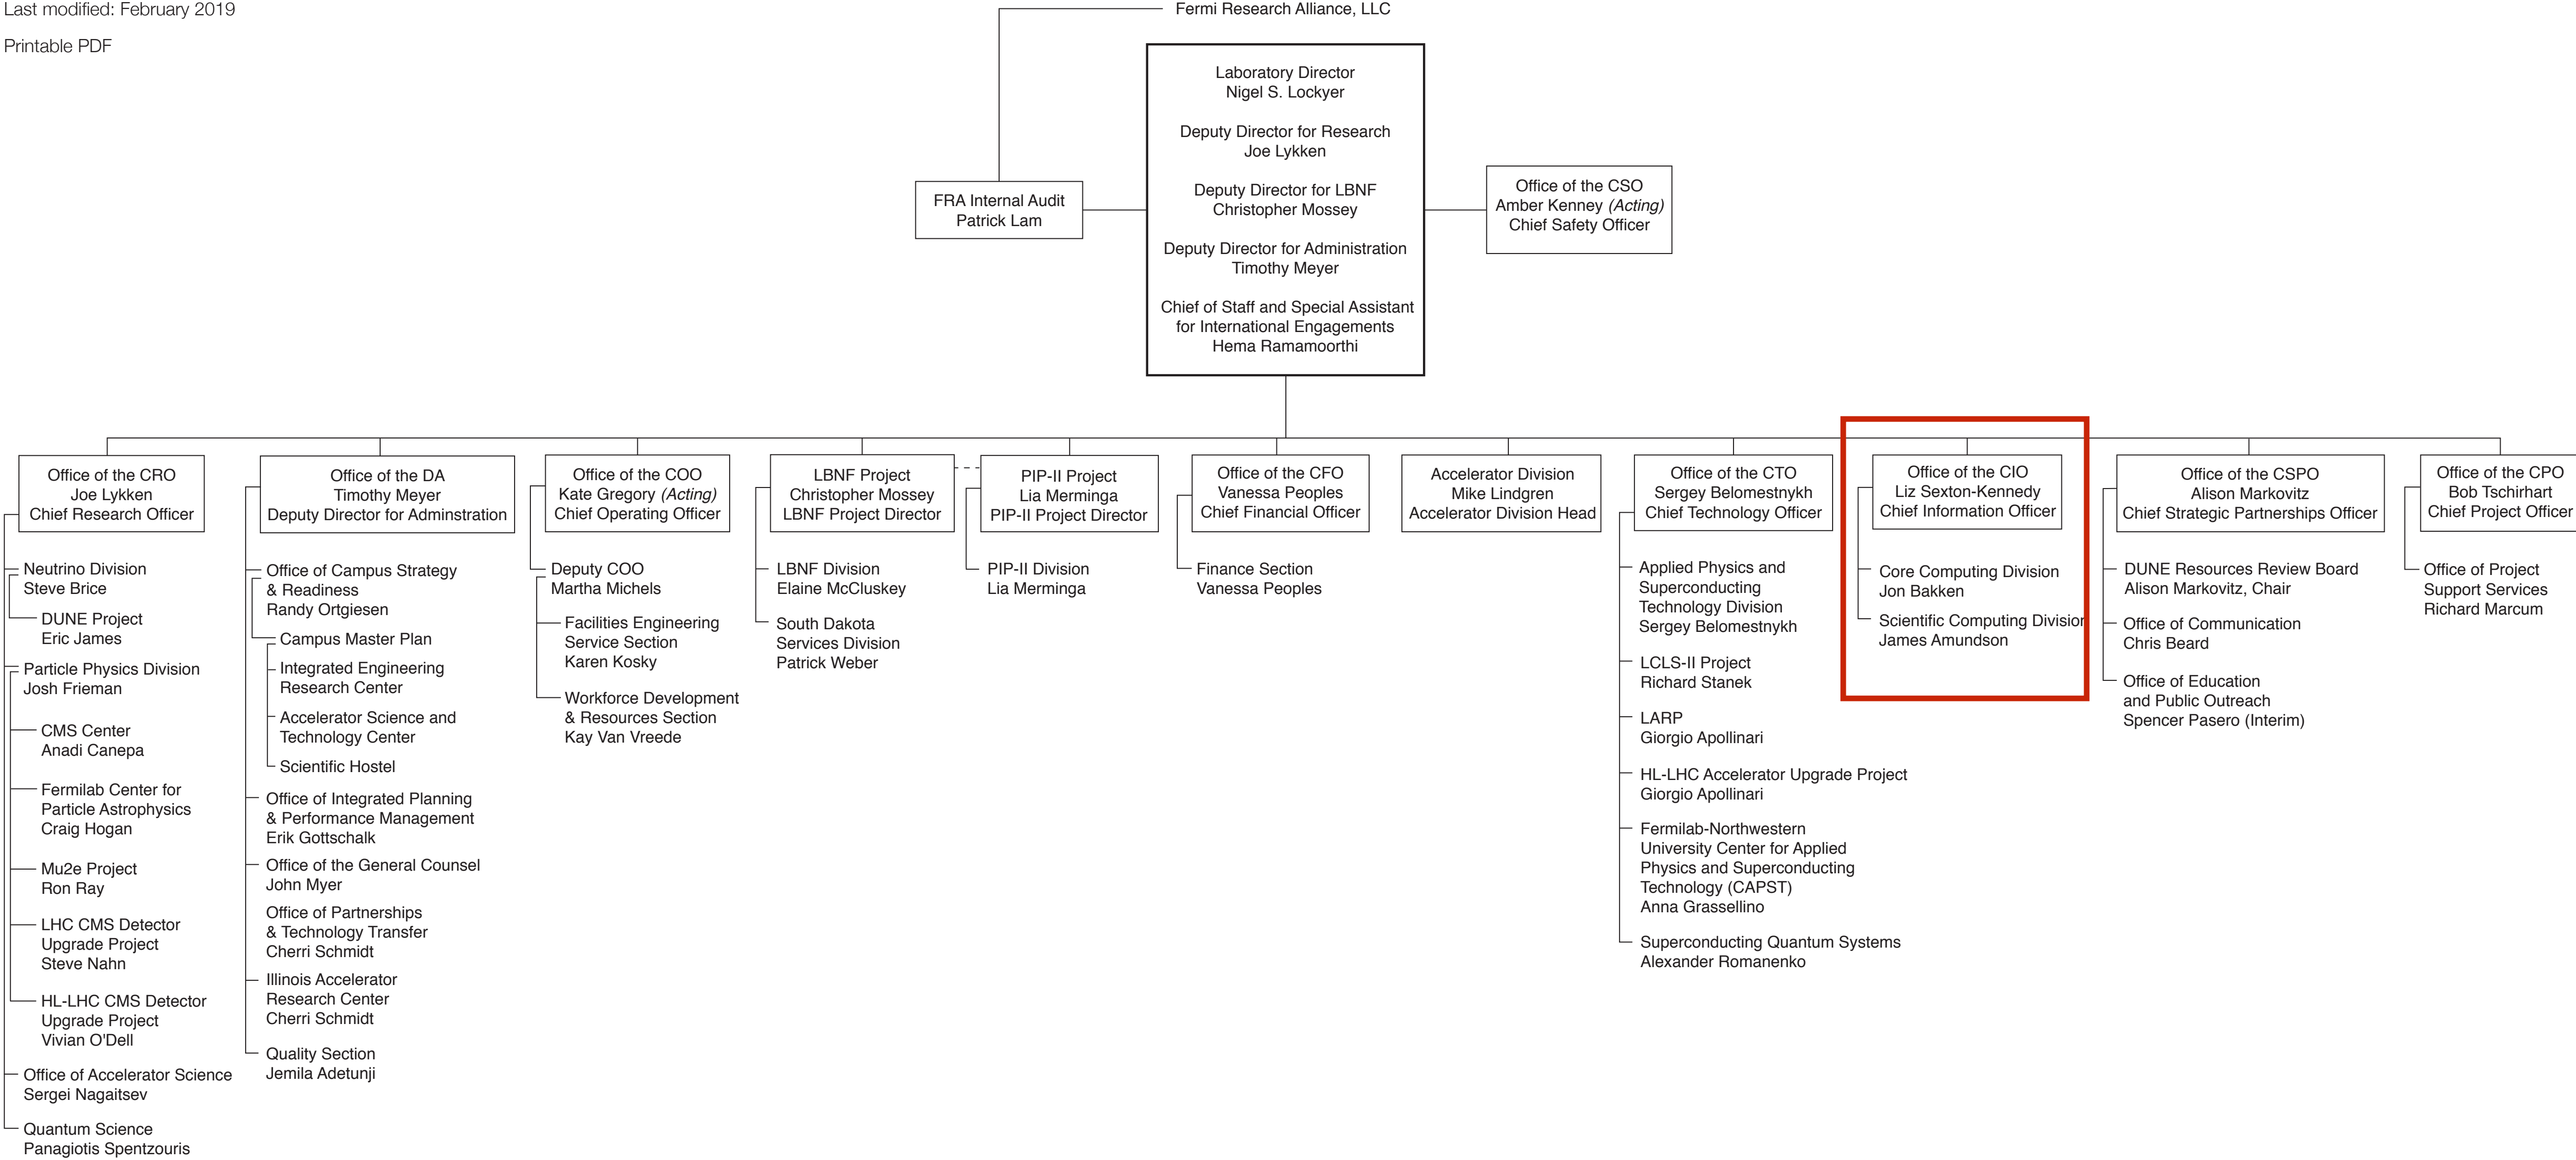 Last modified: February 2019
Printable PDF
Fermi Research Alliance, LLC
Laboratory Director
Nigel S. Lockyer
Deputy Director for Research
Joe Lykken
Deputy Director for LBNF
Christopher Mossey
Deputy Director for Administration
Timothy Meyer
Chief of Staff and Special Assistant
for International Engagements
Hema Ramamoorthi
FRA Internal Audit
Patrick Lam
Office of the CSO
Amber Kenney (Acting)
Chief Safety Officer
Office of the CRO
Joe Lykken
Chief Research Officer
Neutrino Division
Steve Brice
DUNE Project
Eric James
Particle Physics Division
Josh Frieman
CMS Center
Anadi Canepa
Fermilab Center for
Particle Astrophysics
Craig Hogan
Mu2e Project
Ron Ray
LHC CMS Detector
Upgrade Project
Steve Nahn
HL-LHC CMS Detector
Upgrade Project
Vivian O'Dell
Office of Accelerator Science
Sergei Nagaitsev
Quantum Science
Panagiotis Spentzouris
Office of the DA
Timothy Meyer
Deputy Director for Adminstration
Office of Campus Strategy
& Readiness
Randy Ortgiesen
Campus Master Plan
Integrated Engineering
Research Center
Accelerator Science and
Technology Center
Scientific Hostel
Office of Integrated Planning
& Performance Management
Erik Gottschalk
Office of the General Counsel
John Myer
Office of Partnerships
& Technology Transfer
Cherri Schmidt
Illinois Accelerator
Research Center
Cherri Schmidt
Quality Section
Jemila Adetunji
Office of the COO
Kate Gregory (Acting)
Chief Operating Officer
Deputy COO
Martha Michels
Facilities Engineering
Service Section
Karen Kosky
Workforce Development
& Resources Section
Kay Van Vreede
LBNF Project
Christopher Mossey
LBNF Project Director
LBNF Division
Elaine McCluskey
South Dakota
Services Division
Patrick Weber
PIP-II Project
Lia Merminga
PIP-II Project Director
PIP-II Division
Lia Merminga
Office of the CFO
Vanessa Peoples
Chief Financial Officer
Finance Section
Vanessa Peoples
Accelerator Division
Mike Lindgren
Accelerator Division Head
Office of the CTO
Sergey Belomestnykh
Chief Technology Officer
Applied Physics and
Superconducting
Technology Division
Sergey Belomestnykh
LCLS-II Project
Richard Stanek
LARP
Giorgio Apollinari
HL-LHC Accelerator Upgrade Project
Giorgio Apollinari
Fermilab-Northwestern
University Center for Applied
Physics and Superconducting
Technology (CAPST)
Anna Grassellino
Superconducting Quantum Systems
Alexander Romanenko
Office of the CIO
Liz Sexton-Kennedy
Chief Information Officer
Core Computing Division
Jon Bakken
Scientific Computing Division
James Amundson
Office of the CSPO
Alison Markovitz
Chief Strategic Partnerships Officer
DUNE Resources Review Board
Alison Markovitz, Chair
Office of Communication
Chris Beard
Office of Education
and Public Outreach
Spencer Pasero (Interim)
Office of the CPO
Bob Tschirhart
Chief Project Officer
Office of Project
Support Services
Richard Marcum